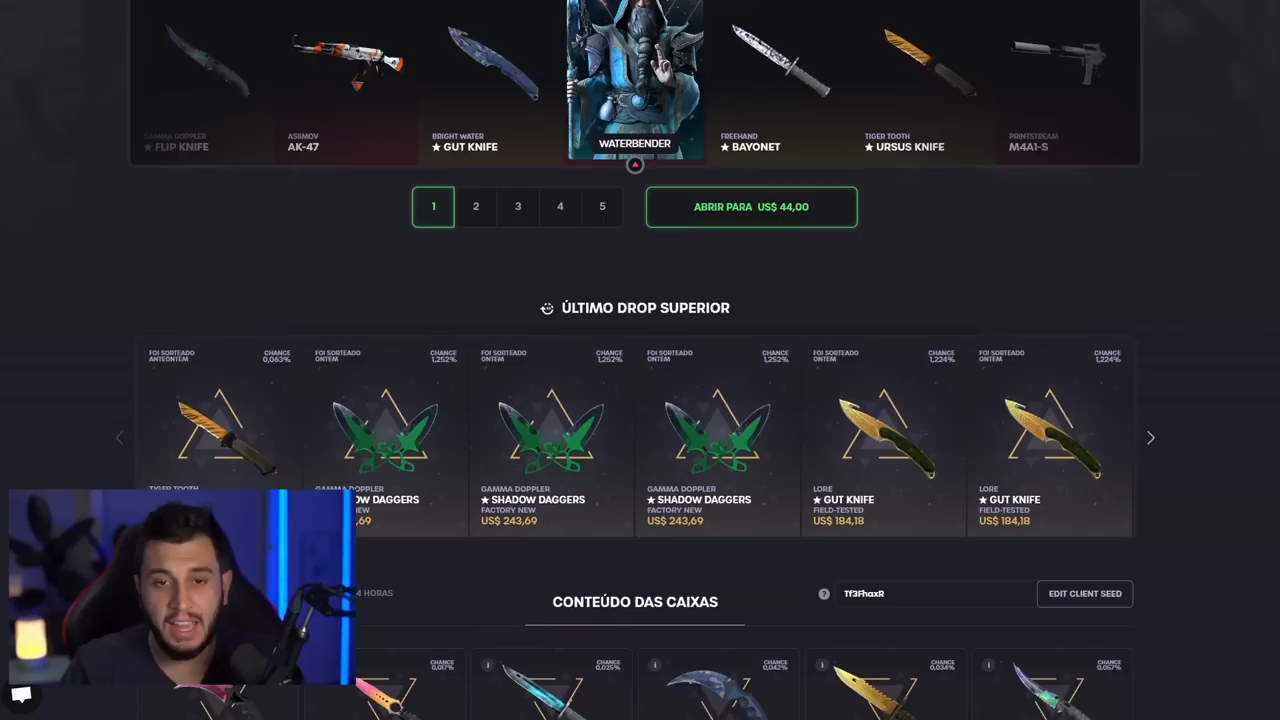 GAMMA DOPPLER
★ FLIP KNIFE
ASIIMOV
AK-47
BRIGHT WATER
★ GUT KNIFE
WATERBENDER
FREEHAND
★ BAYONET
TIGER TOOTH
★ URSUS KNIFE
PRINTSTREAM
M4A1-S
1 2 3 4 5
ABRIR PARA US$ 44,00
ÚLTIMO DROP SUPERIOR
FOI SORTEADO
ANTEONTEM
CHANCE
0,063%
FOI SORTEADO
ONTEM
CHANCE
1,252%
FOI SORTEADO
ONTEM
CHANCE
1,252%
FOI SORTEADO
ONTEM
CHANCE
1,252%
FOI SORTEADO
ONTEM
CHANCE
1,224%
FOI SORTEADO
ONTEM
CHANCE
1,224%
TIGER TOOTH
GAMMA DOPPLER
OW DAGGERS
NEW
,69
GAMMA DOPPLER
★ SHADOW DAGGERS
FACTORY NEW
US$ 243,69
GAMMA DOPPLER
★ SHADOW DAGGERS
FACTORY NEW
US$ 243,69
LORE
★ GUT KNIFE
FIELD-TESTED
US$ 184,18
LORE
★ GUT KNIFE
FIELD-TESTED
US$ 184,18
4 HORAS
CONTEÚDO DAS CAIXAS
?
Tf3FhaxR
EDIT CLIENT SEED
CHANCE
0,017%
i
CHANCE
0,025%
i
CHANCE
0,042%
i
CHANCE
0,034%
i
CHANCE
0,057%